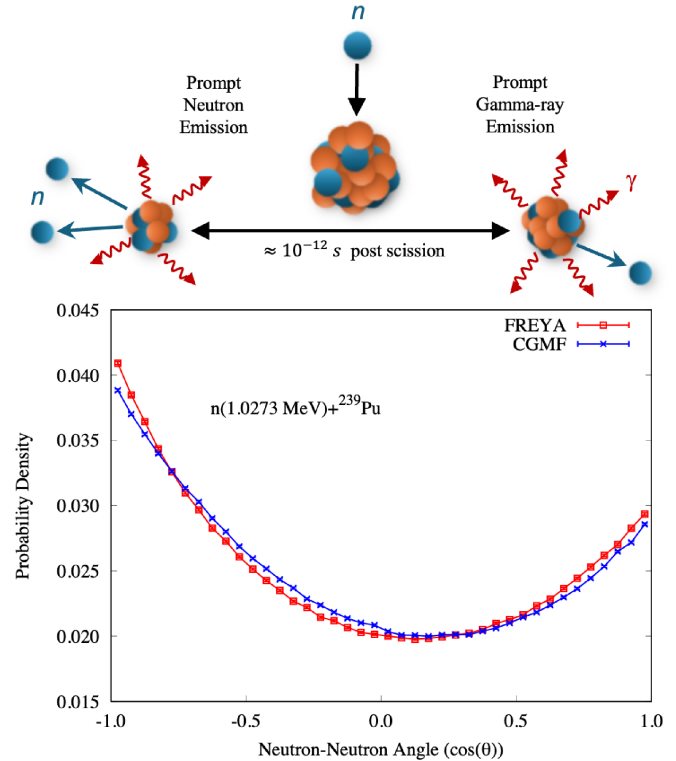 n
Prompt
Neutron
Emission
Prompt
Gamma-ray
Emission
n
γ
≈ 10⁻¹² s post scission
0.045
0.040
0.035
0.030
0.025
0.020
0.015
Probability Density
FREYA
CGMF
n(1.0273 MeV)+²³⁹Pu
-1.0
-0.5
0.0
0.5
1.0
Neutron-Neutron Angle (cos(θ))